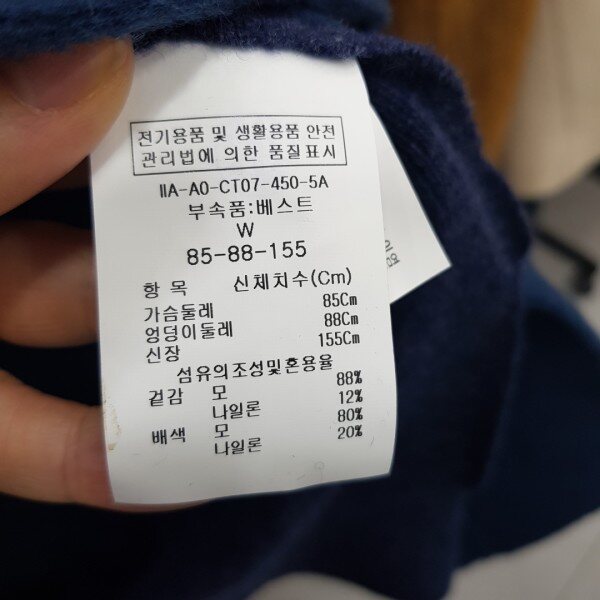 전기용품 및 생활용품 안전
관리법에 의한 품질표시
IIA-A0-CT07-450-5A
부속품:베스트
W
85-88-155
항 목 신체치수(Cm)
가슴둘레 85Cm
엉덩이둘레 88Cm
신장 155Cm
섬유의조성및혼용율
겉감 모 88%
나일론 12%
배색 모 80%
나일론 20%